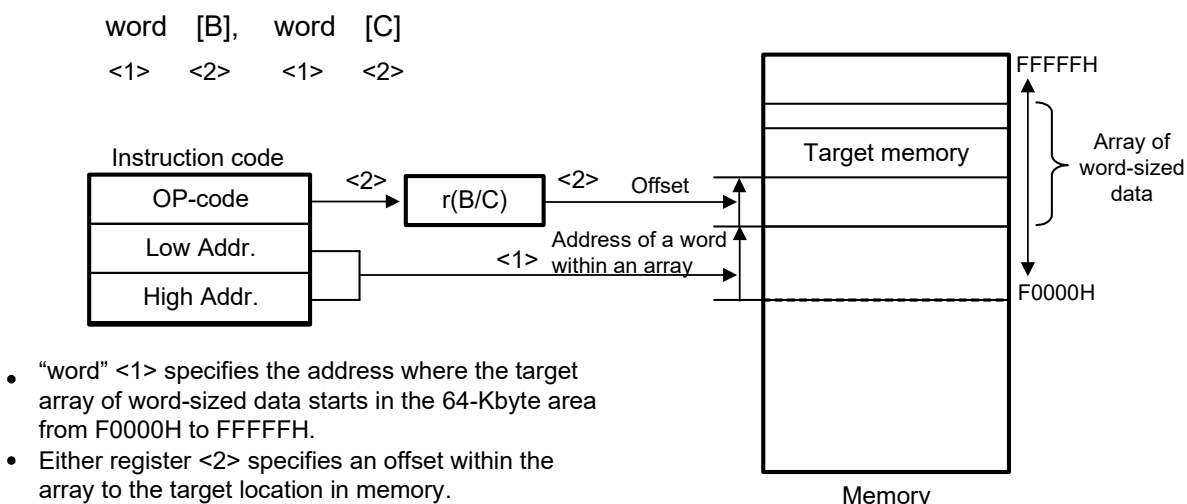 word [B], word [C]
<1> <2> <1> <2>
Instruction code
OP-code
Low Addr.
High Addr.
<2>
r(B/C)
<2>
Offset
<1>
Address of a word
within an array
Target memory
FFFFFH
Array of
word-sized
data
F0000H
Memory
• “word” <1> specifies the address where the target
array of word-sized data starts in the 64-Kbyte area
from F0000H to FFFFFH.
• Either register <2> specifies an offset within the
array to the target location in memory.